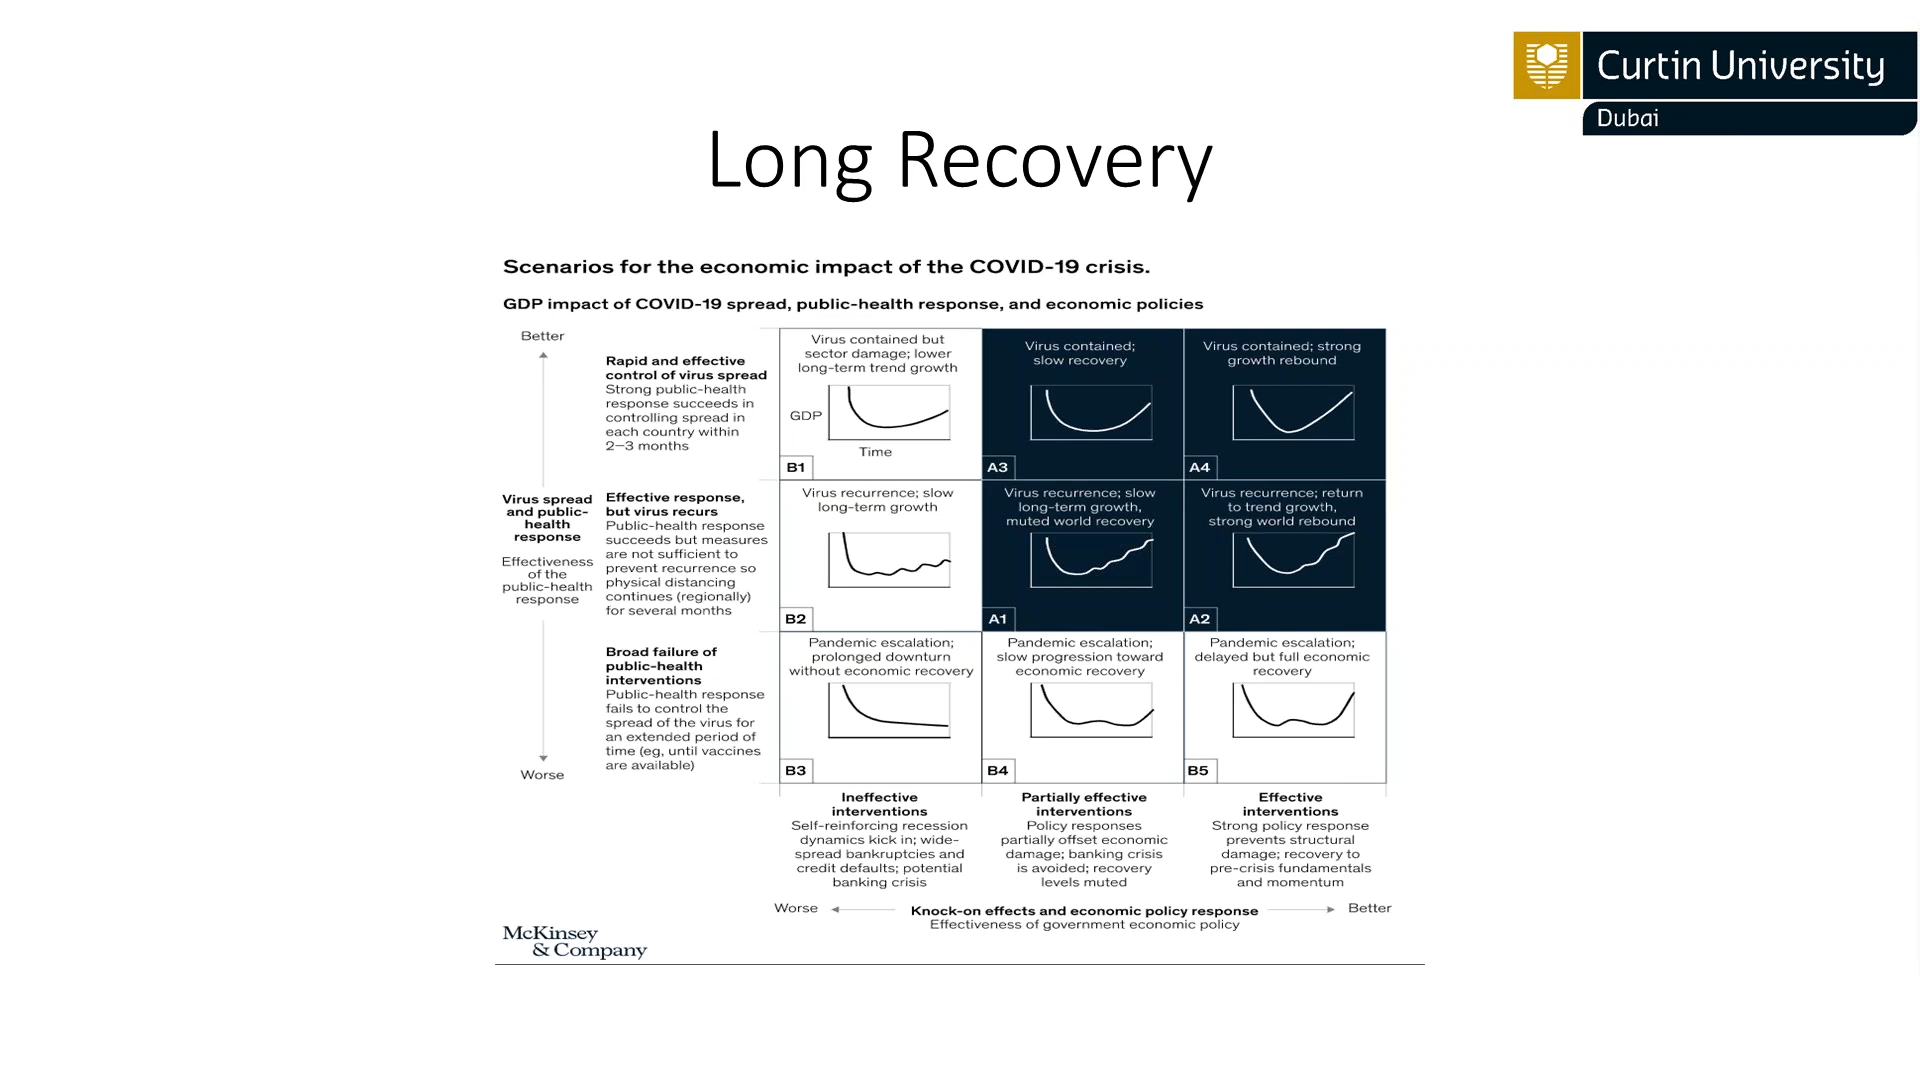 Curtin University
Dubai
Long Recovery
Scenarios for the economic impact of the COVID-19 crisis.
GDP impact of COVID-19 spread, public-health response, and economic policies
Better
Virus spread
and public-
health
response
Effectiveness
of the
public-health
response
Worse
Rapid and effective
control of virus spread
Strong public-health
response succeeds in
controlling spread in
each country within
2–3 months
Virus contained but
sector damage; lower
long-term trend growth
GDP
Time
B1
Virus contained;
slow recovery
A3
Virus contained; strong
growth rebound
A4
Effective response,
but virus recurs
Public-health response
succeeds but measures
are not sufficient to
prevent recurrence so
physical distancing
continues (regionally)
for several months
Virus recurrence; slow
long-term growth
B2
Virus recurrence; slow
long-term growth,
muted world recovery
A1
Virus recurrence; return
to trend growth,
strong world rebound
A2
Broad failure of
public-health
interventions
Public-health response
fails to control the
spread of the virus for
an extended period of
time (eg, until vaccines
are available)
Pandemic escalation;
prolonged downturn
without economic recovery
B3
Pandemic escalation;
slow progression toward
economic recovery
B4
Pandemic escalation;
delayed but full economic
recovery
B5
Ineffective
interventions
Self-reinforcing recession
dynamics kick in; wide-
spread bankruptcies and
credit defaults; potential
banking crisis
Partially effective
interventions
Policy responses
partially offset economic
damage; banking crisis
is avoided; recovery
levels muted
Effective
interventions
Strong policy response
prevents structural
damage; recovery to
pre-crisis fundamentals
and momentum
Worse
Knock-on effects and economic policy response
Effectiveness of government economic policy
Better
McKinsey
& Company